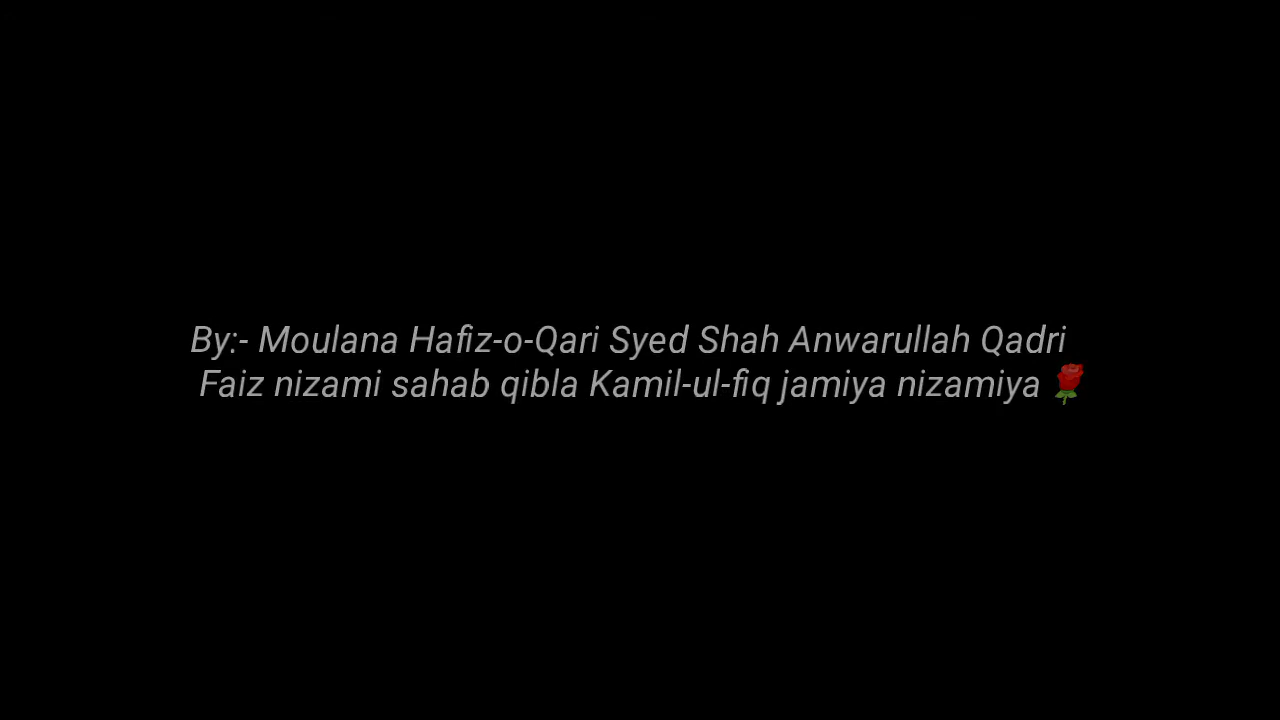 By:- Moulana Hafiz-o-Qari Syed Shah Anwarullah Qadri
Faiz nizami sahab qibla Kamil-ul-fiq jamiya nizamiya 🌹